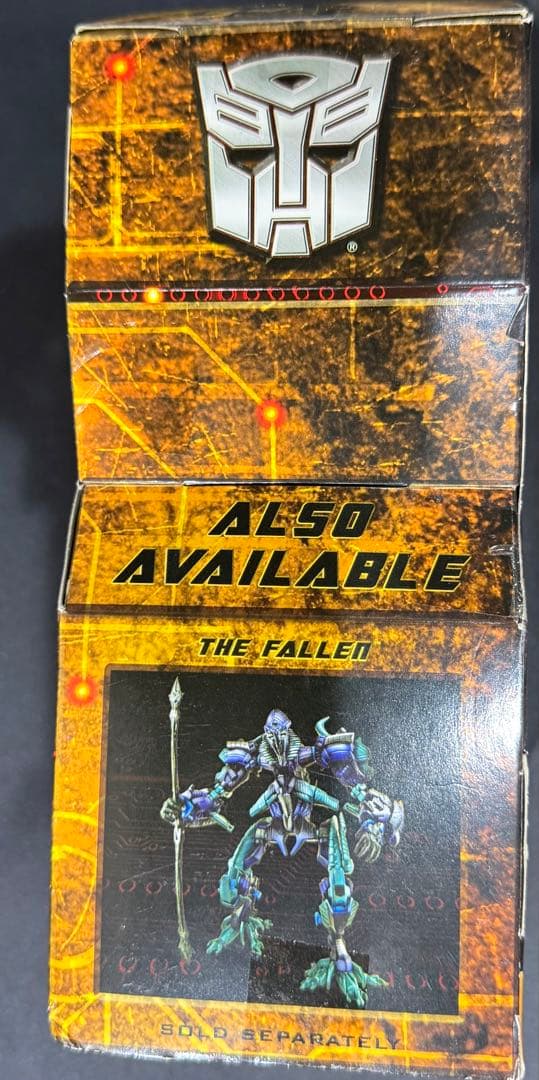 ®
ALSO
AVAILABLE
THE FALLEN
SOLD SEPARATELY